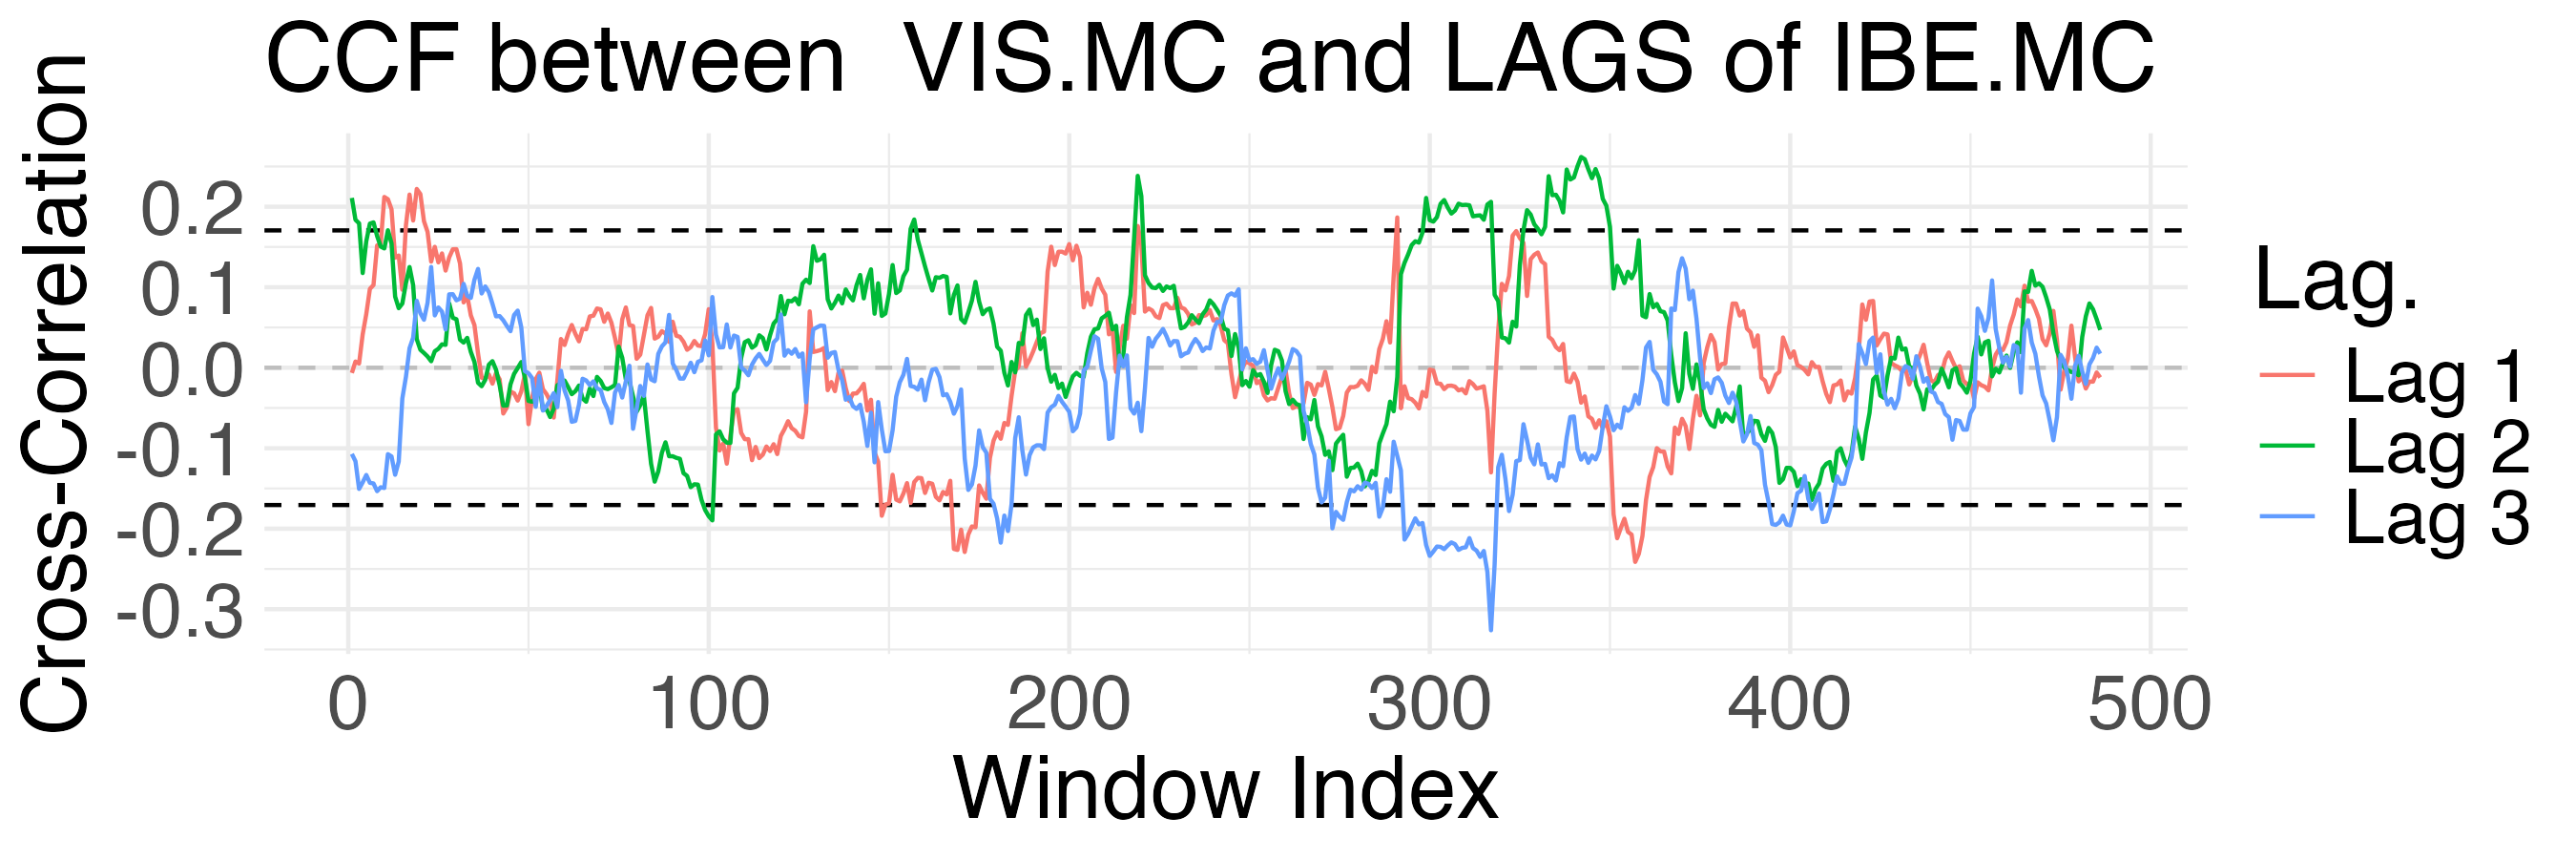 CCF between  VIS.MC and LAGS of IBE.MC
Cross-Correlation
0.2
0.1
0.0
-0.1
-0.2
-0.3
0 100 200 300 400 500
Window Index
Lag.
Lag 1
Lag 2
Lag 3